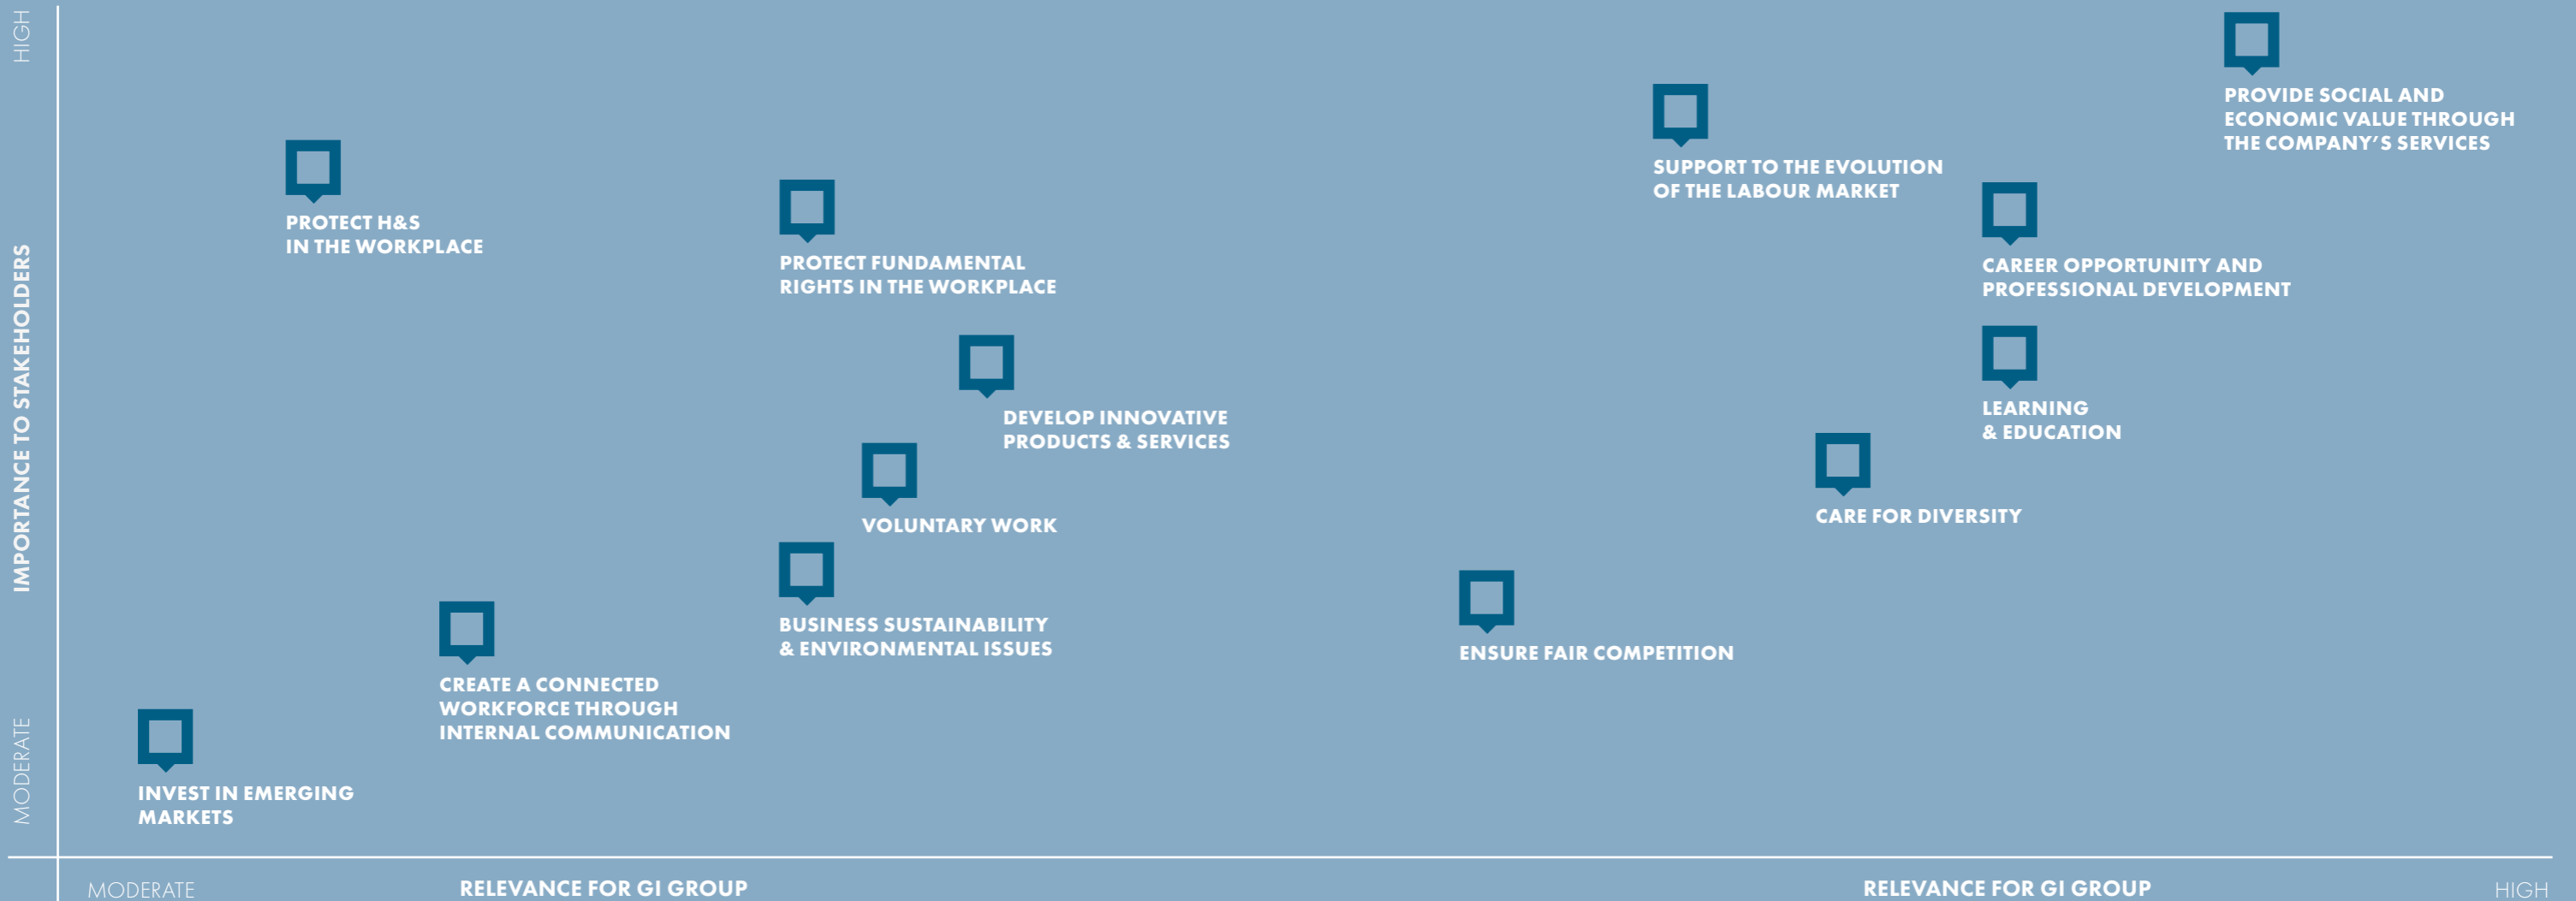 HIGH
IMPORTANCE TO STAKEHOLDERS
MODERATE
PROVIDE SOCIAL AND
ECONOMIC VALUE THROUGH
THE COMPANY’S SERVICES
SUPPORT TO THE EVOLUTION
OF THE LABOUR MARKET
PROTECT H&S
IN THE WORKPLACE
PROTECT FUNDAMENTAL
RIGHTS IN THE WORKPLACE
CAREER OPPORTUNITY AND
PROFESSIONAL DEVELOPMENT
DEVELOP INNOVATIVE
PRODUCTS & SERVICES
LEARNING
& EDUCATION
VOLUNTARY WORK
CARE FOR DIVERSITY
BUSINESS SUSTAINABILITY
& ENVIRONMENTAL ISSUES
ENSURE FAIR COMPETITION
CREATE A CONNECTED
WORKFORCE THROUGH
INTERNAL COMMUNICATION
INVEST IN EMERGING
MARKETS
MODERATE
RELEVANCE FOR GI GROUP
RELEVANCE FOR GI GROUP
HIGH